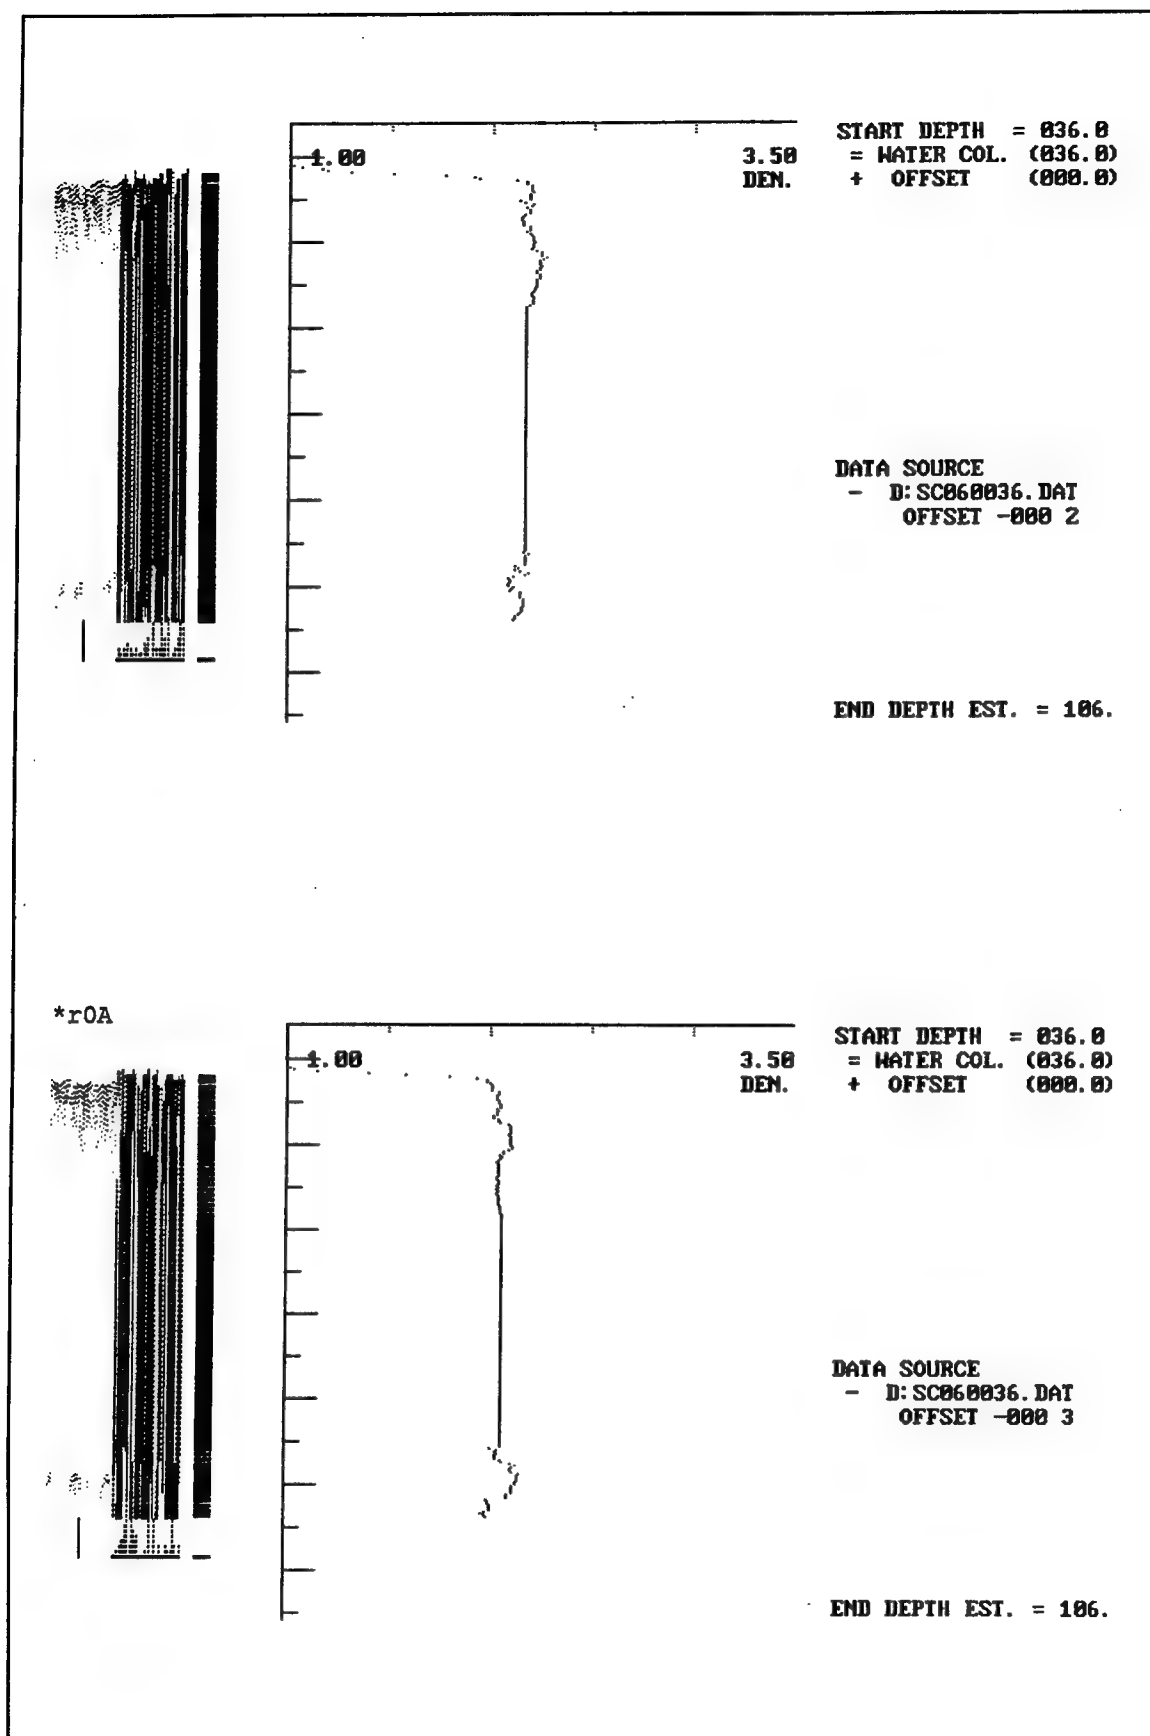 1.00
3.50
DEN.
START DEPTH = 036.0
= WATER COL. (036.0)
+ OFFSET (000.0)
DATA SOURCE
- D:SC060036.DAT
OFFSET -000 2
END DEPTH EST. = 106.
*r0A
1.00
3.50
DEN.
START DEPTH = 036.0
= WATER COL. (036.0)
+ OFFSET (000.0)
DATA SOURCE
- D:SC060036.DAT
OFFSET -000 3
END DEPTH EST. = 106.